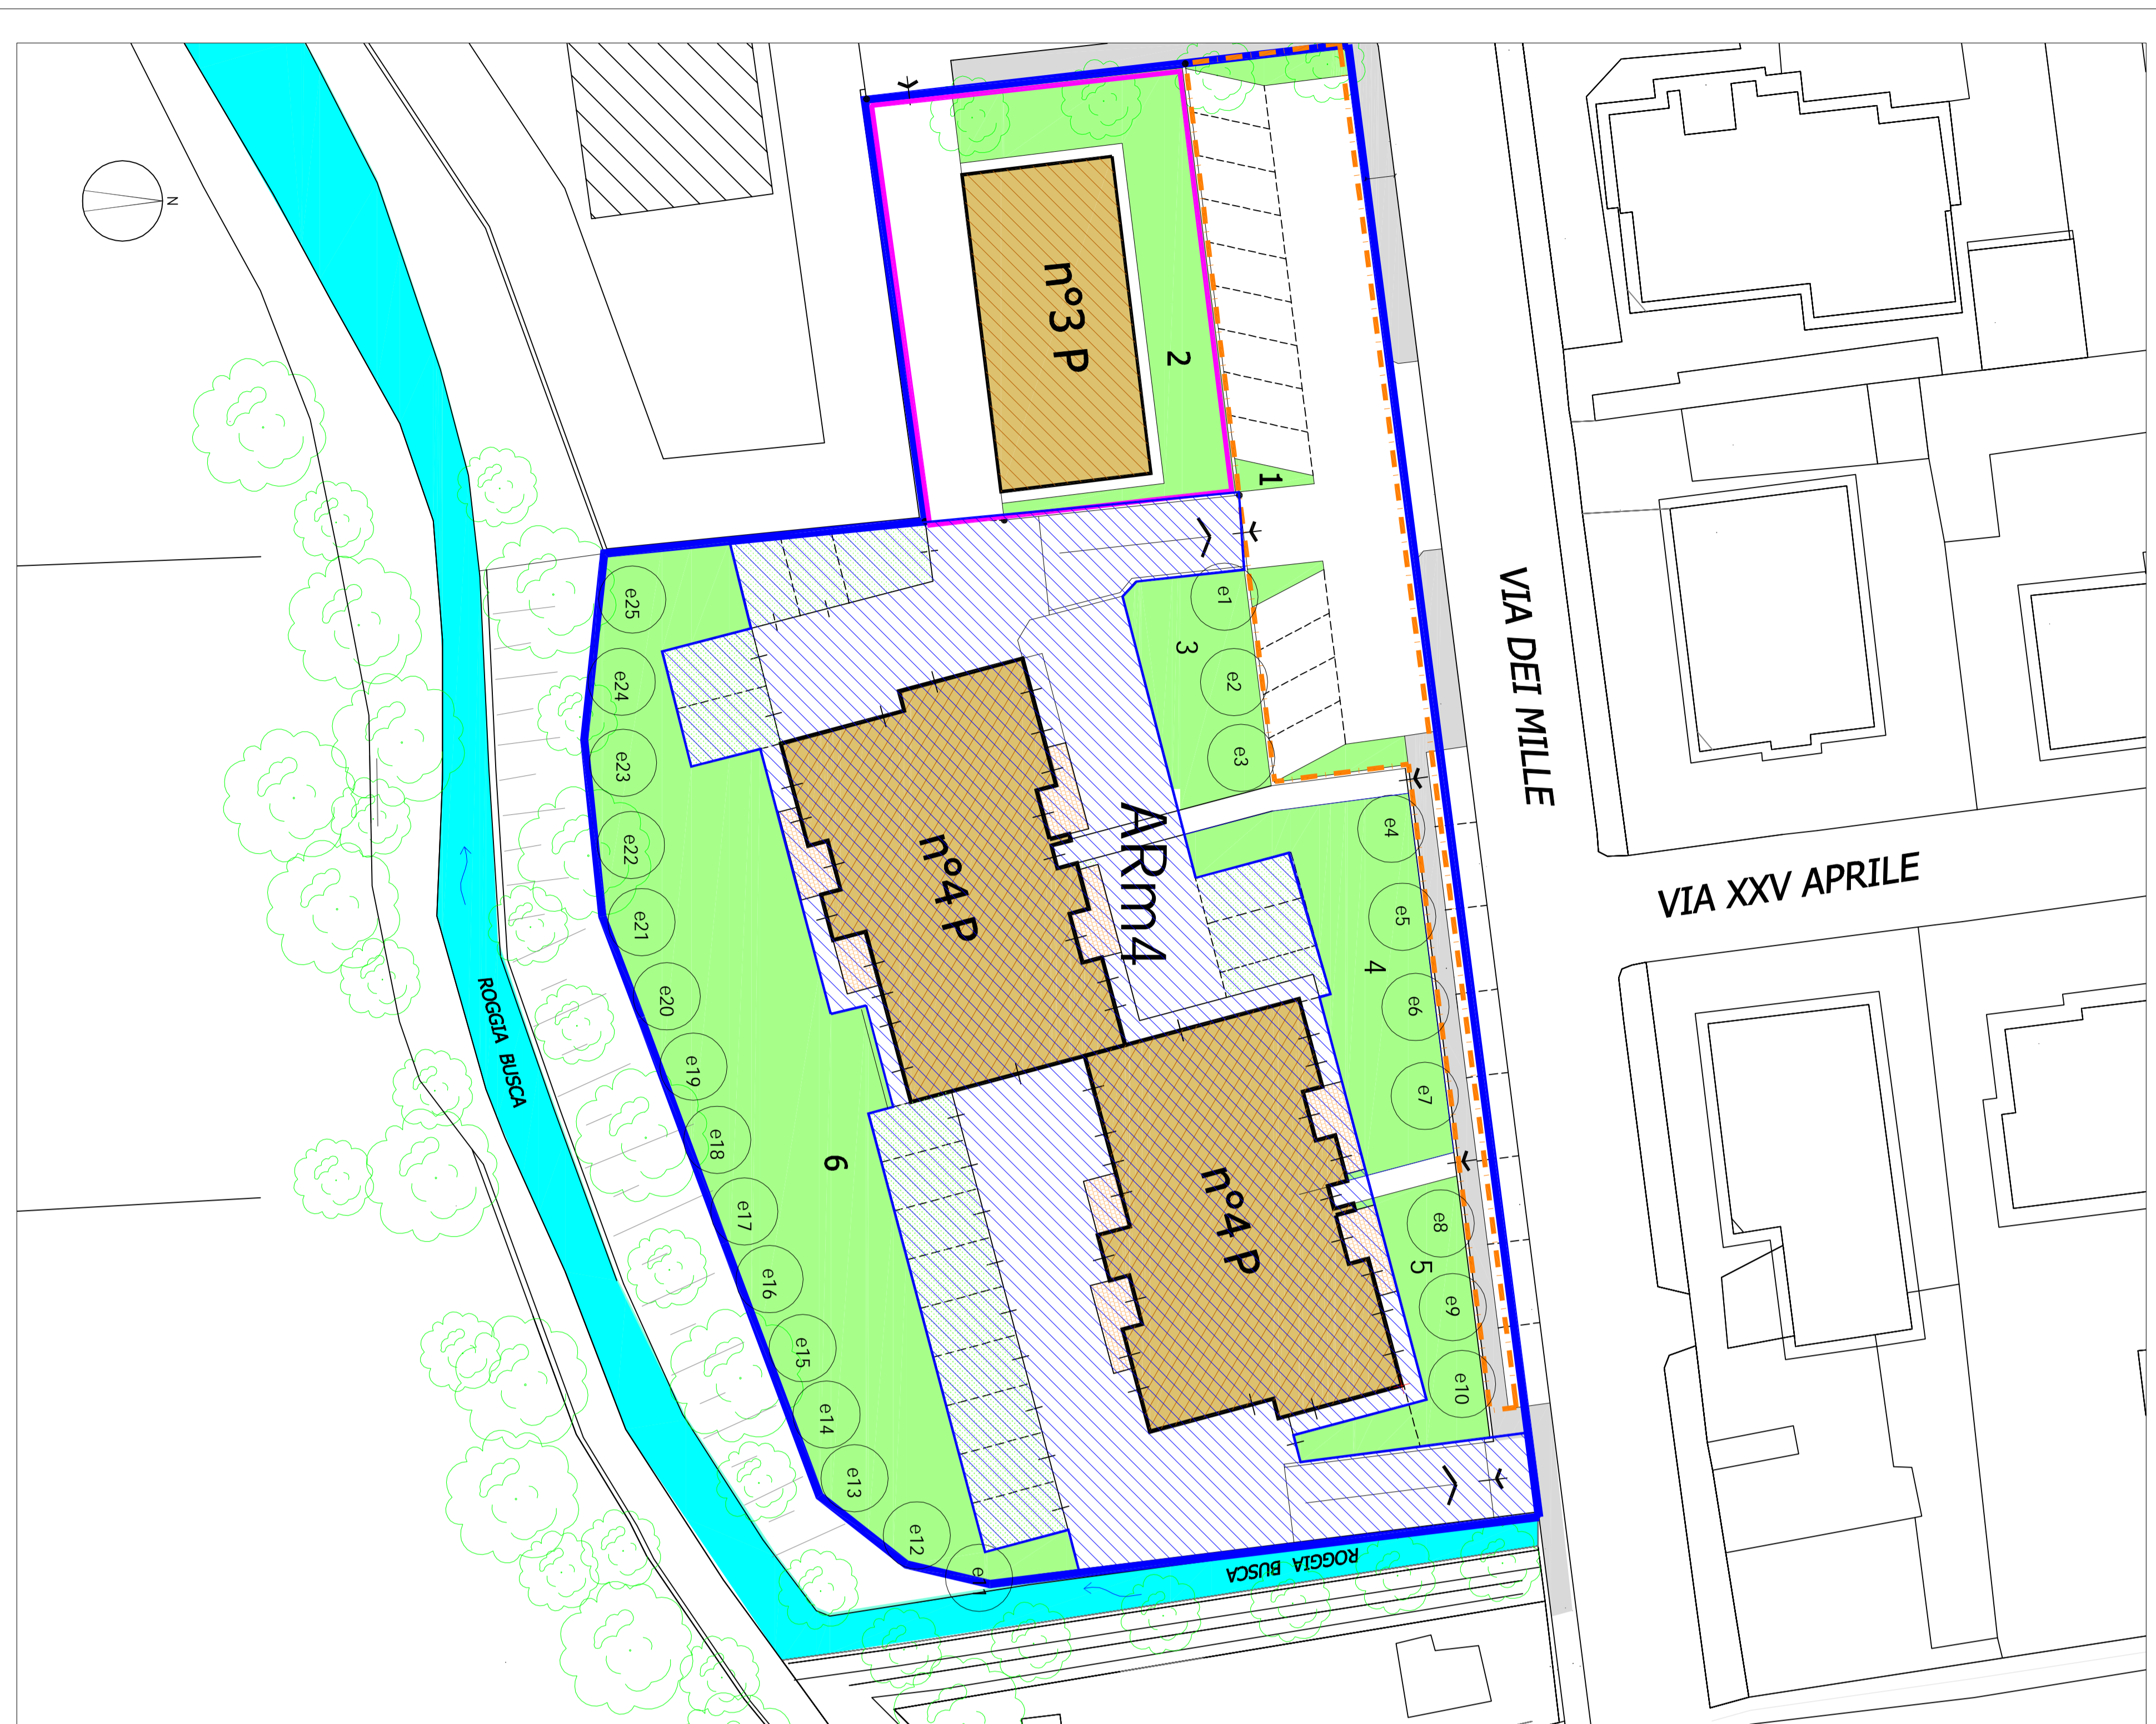 N
n°3 P
2
1
VIA DEI MILLE
VIA XXV APRILE
e1
e2
e3
3
ARm4
n°4 P
e4
e5
4
e6
e7
n°4 P
e8
5
e9
e10
e25
e24
e23
e22
e21
e20
e19
e18
6
e17
e16
e15
e14
e13
e12
ROGGIA BUSCA
ROGGIA BUSCA